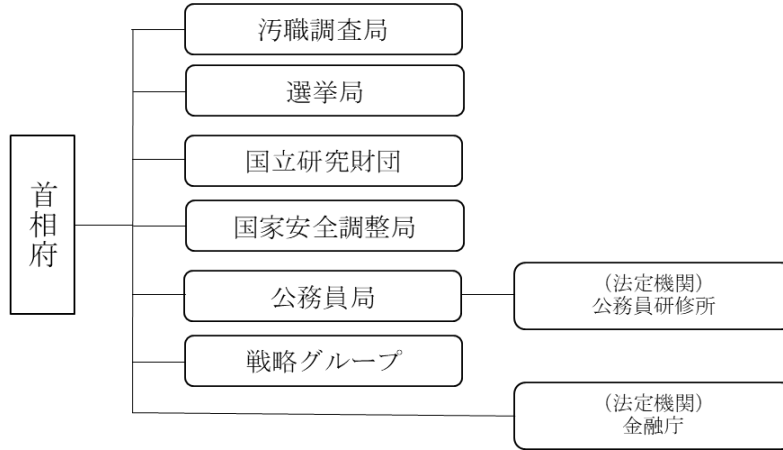 首相府
汚職調査局
選挙局
国立研究財団
国家安全調整局
公務員局
(法定機関)
公務員研修所
戦略グループ
(法定機関)
金融庁